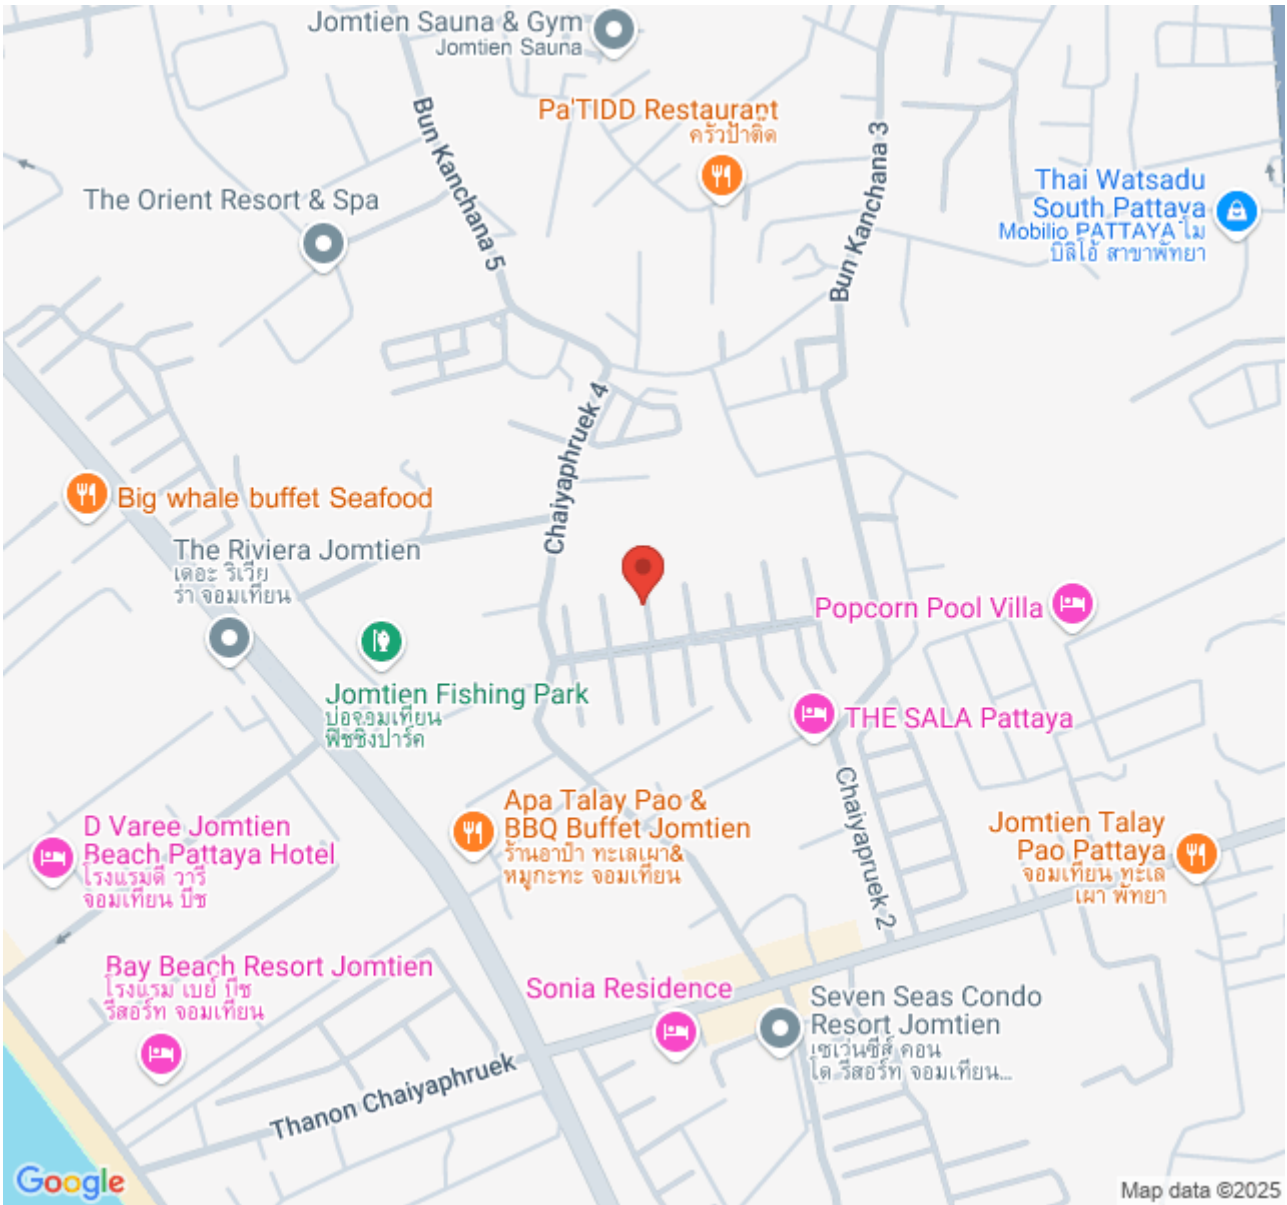 Jomtien Sauna & Gym
Jomtien Sauna
Bun Kanchana 5
Pa'TIDD Restaurant
ครัวป้าติ๊ด
Bun Kanchana 3
The Orient Resort & Spa
Thai Watsadu
South Pattaya
Mobilio PATTAYA โม
บิลิโอ้ สาขาพัทยา
Chaiyaphruek 4
Big whale buffet Seafood
The Riviera Jomtien
เดอะ ริเวีย
ร่า จอมเทียน
Popcorn Pool Villa
Jomtien Fishing Park
บ่อจอมเทียน
ฟิชชิ่งปาร์ค
THE SALA Pattaya
Chaiyapruek 2
Apa Talay Pao &
BBQ Buffet Jomtien
ร้านอาป๋า ทะเลเผา&
หมูกะทะ จอมเทียน
D Varee Jomtien
Beach Pattaya Hotel
โรงแรมดี วารี
จอมเทียน บีช
Jomtien Talay
Pao Pattaya
จอมเทียน ทะเล
เผา พัทยา
Bay Beach Resort Jomtien
โรงแรม เบย์ บีช
รีสอร์ท จอมเทียน
Sonia Residence
Seven Seas Condo
Resort Jomtien
เซเว่นซีส์ คอน
โด รีสอร์ท จอมเทียน...
Thanon Chaiyaphruek
Google
Map data ©2025